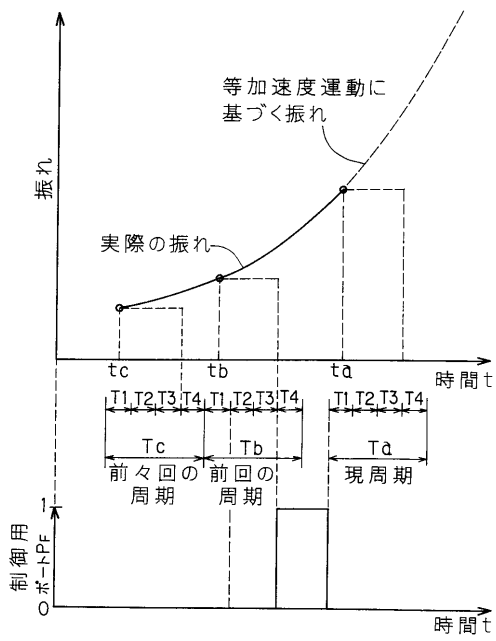 等加速度運動に
基づく振れ
振れ
実際の振れ
tc tb ta
時間t
T1 T2 T3 T4 T1 T2 T3 T4 T1 T2 T3 T4
Tc Tb Ta
前々回の 前回の 現周期
周期 周期
1
制御用
ポートPF
0
時間t